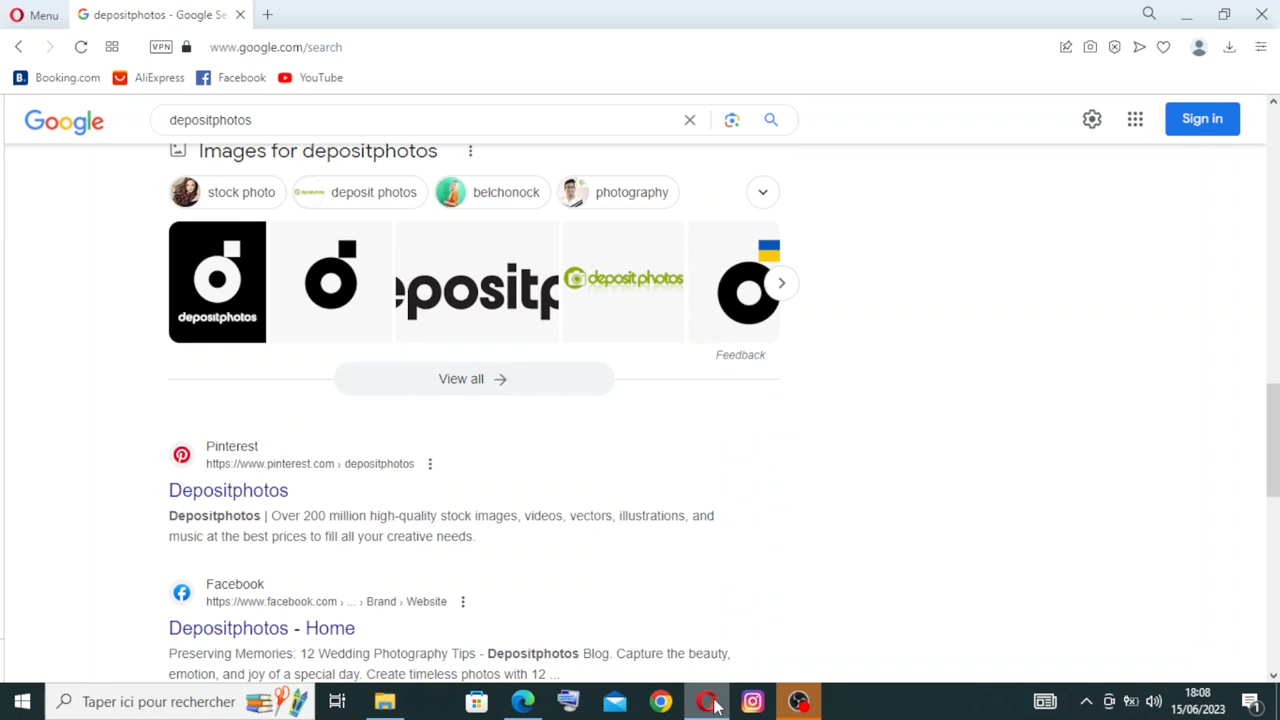 Menu
depositphotos - Google Se
VPN
www.google.com/search
B. Booking.com
AliExpress
Facebook
YouTube
Google
depositphotos
Sign in
Images for depositphotos
stock photo
deposit photos
belchonock
photography
depositphotos
epositp
depositphotos
Feedback
View all
Pinterest
https://www.pinterest.com › depositphotos
Depositphotos
Depositphotos | Over 200 million high-quality stock images, videos, vectors, illustrations, and
music at the best prices to fill all your creative needs.
Facebook
https://www.facebook.com › ... › Brand › Website
Depositphotos - Home
Preserving Memories: 12 Wedding Photography Tips - Depositphotos Blog. Capture the beauty,
emotion, and joy of a special day. Create timeless photos with 12 ...
Taper ici pour rechercher
18:08
15/06/2023
1